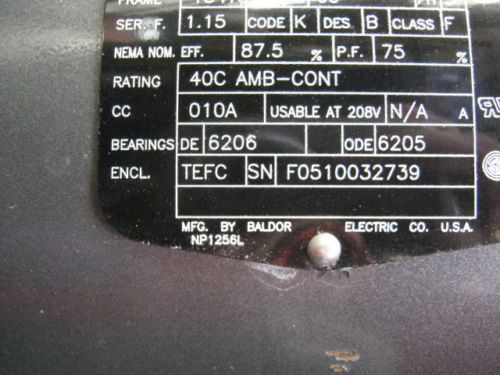 FRAME
SER. F. 1.15 CODE K DES. B CLASS F
NEMA NOM. EFF. 87.5 % P.F. 75 %
RATING 40C AMB-CONT
CC 010A USABLE AT 208V N/A A
BEARINGS DE 6206 ODE 6205
ENCL. TEFC SN F0510032739
MFG. BY BALDOR ELECTRIC CO. U.S.A.
NP1256L